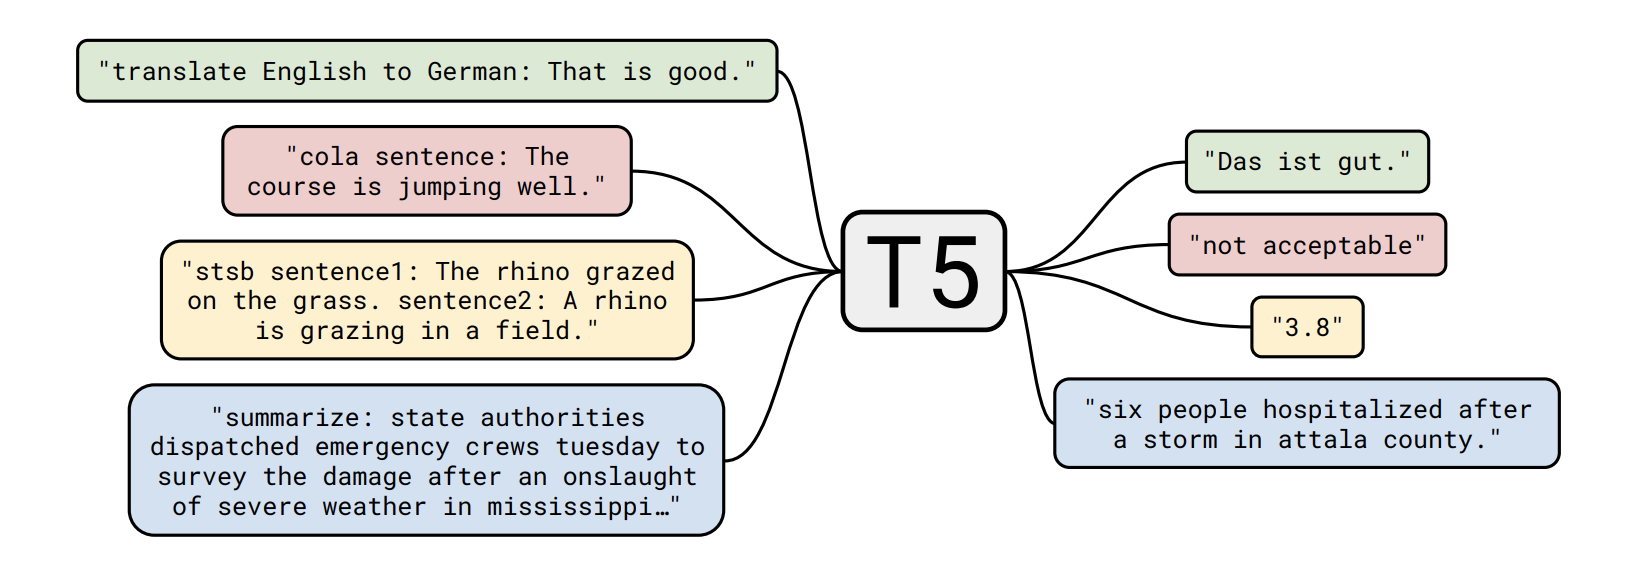 "translate English to German: That is good."
"cola sentence: The
course is jumping well."
"stsb sentence1: The rhino grazed
on the grass. sentence2: A rhino
is grazing in a field."
"summarize: state authorities
dispatched emergency crews tuesday to
survey the damage after an onslaught
of severe weather in mississippi…"
T5
"Das ist gut."
"not acceptable"
"3.8"
"six people hospitalized after
a storm in attala county."